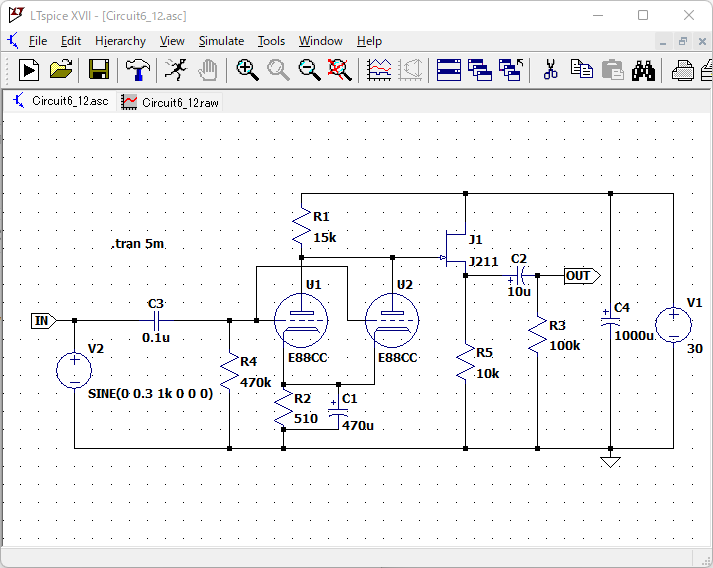 LTspice XVII - [Circuit6_12.asc]
File Edit Hierarchy View Simulate Tools Window Help
Circuit6_12.asc Circuit6_12.raw
.tran 5m
R1
15k
J1
J211
C2
10u
OUT
U1
U2
E88CC
E88CC
IN
C3
0.1u
V2
SINE(0 0.3 1k 0 0 0)
R4
470k
R2
510
C1
470u
R5
10k
R3
100k
C4
1000u
V1
30